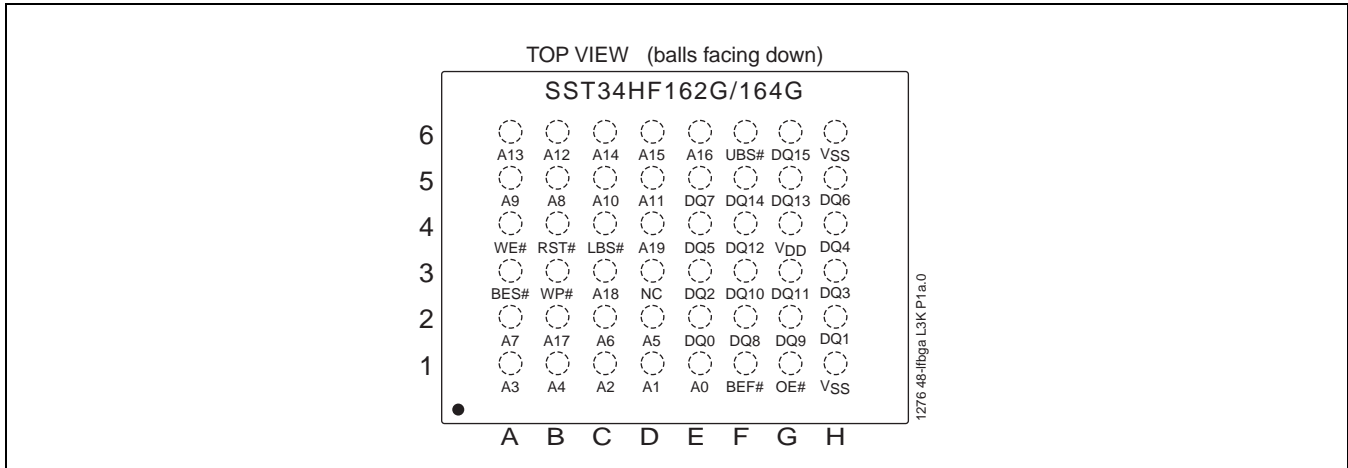 TOP VIEW (balls facing down)
SST34HF162G/164G
6
A13 A12 A14 A15 A16 UBS# DQ15 VSS
5
A9 A8 A10 A11 DQ7 DQ14 DQ13 DQ6
4
WE# RST# LBS# A19 DQ5 DQ12 VDD DQ4
3
BES# WP# A18 NC DQ2 DQ10 DQ11 DQ3
2
A7 A17 A6 A5 DQ0 DQ8 DQ9 DQ1
1
A3 A4 A2 A1 A0 BEF# OE# VSS
A B C D E F G H
1276 48-lfbga L3K P1a.0